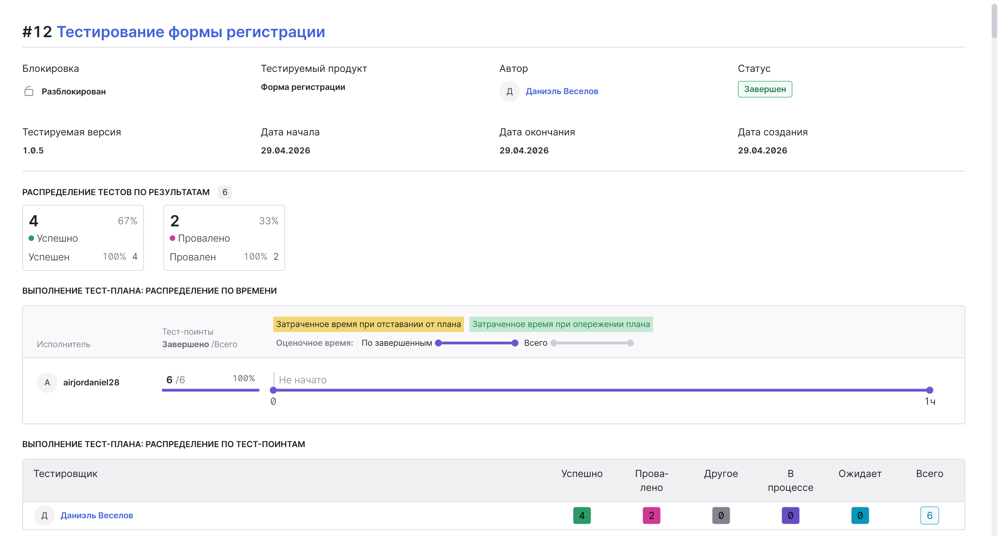 #12 Тестирование формы регистрации
Блокировка
Тестируемый продукт
Автор
Статус
Разблокирован
Форма регистрации
Д
Даниэль Веселов
Завершен
Тестируемая версия
Дата начала
Дата окончания
Дата создания
1.0.5
29.04.2026
29.04.2026
29.04.2026
РАСПРЕДЕЛЕНИЕ ТЕСТОВ ПО РЕЗУЛЬТАТАМ 6
4 67%
Успешно
Успешен 100% 4
2 33%
Провалено
Провален 100% 2
ВЫПОЛНЕНИЕ ТЕСТ-ПЛАНА: РАСПРЕДЕЛЕНИЕ ПО ВРЕМЕНИ
Исполнитель
Тест-поинты
Завершено /Всего
Затраченное время при отставании от плана
Затраченное время при опережении плана
Оценочное время: По завершенным Всего
A
airjordaniel28
6 /6 100%
Не начато
0
1ч
ВЫПОЛНЕНИЕ ТЕСТ-ПЛАНА: РАСПРЕДЕЛЕНИЕ ПО ТЕСТ-ПОИНТАМ
Тестировщик
Успешно
Прова-
лено
Другое
В
процессе
Ожидает
Всего
Д
Даниэль Веселов
4
2
0
0
0
6